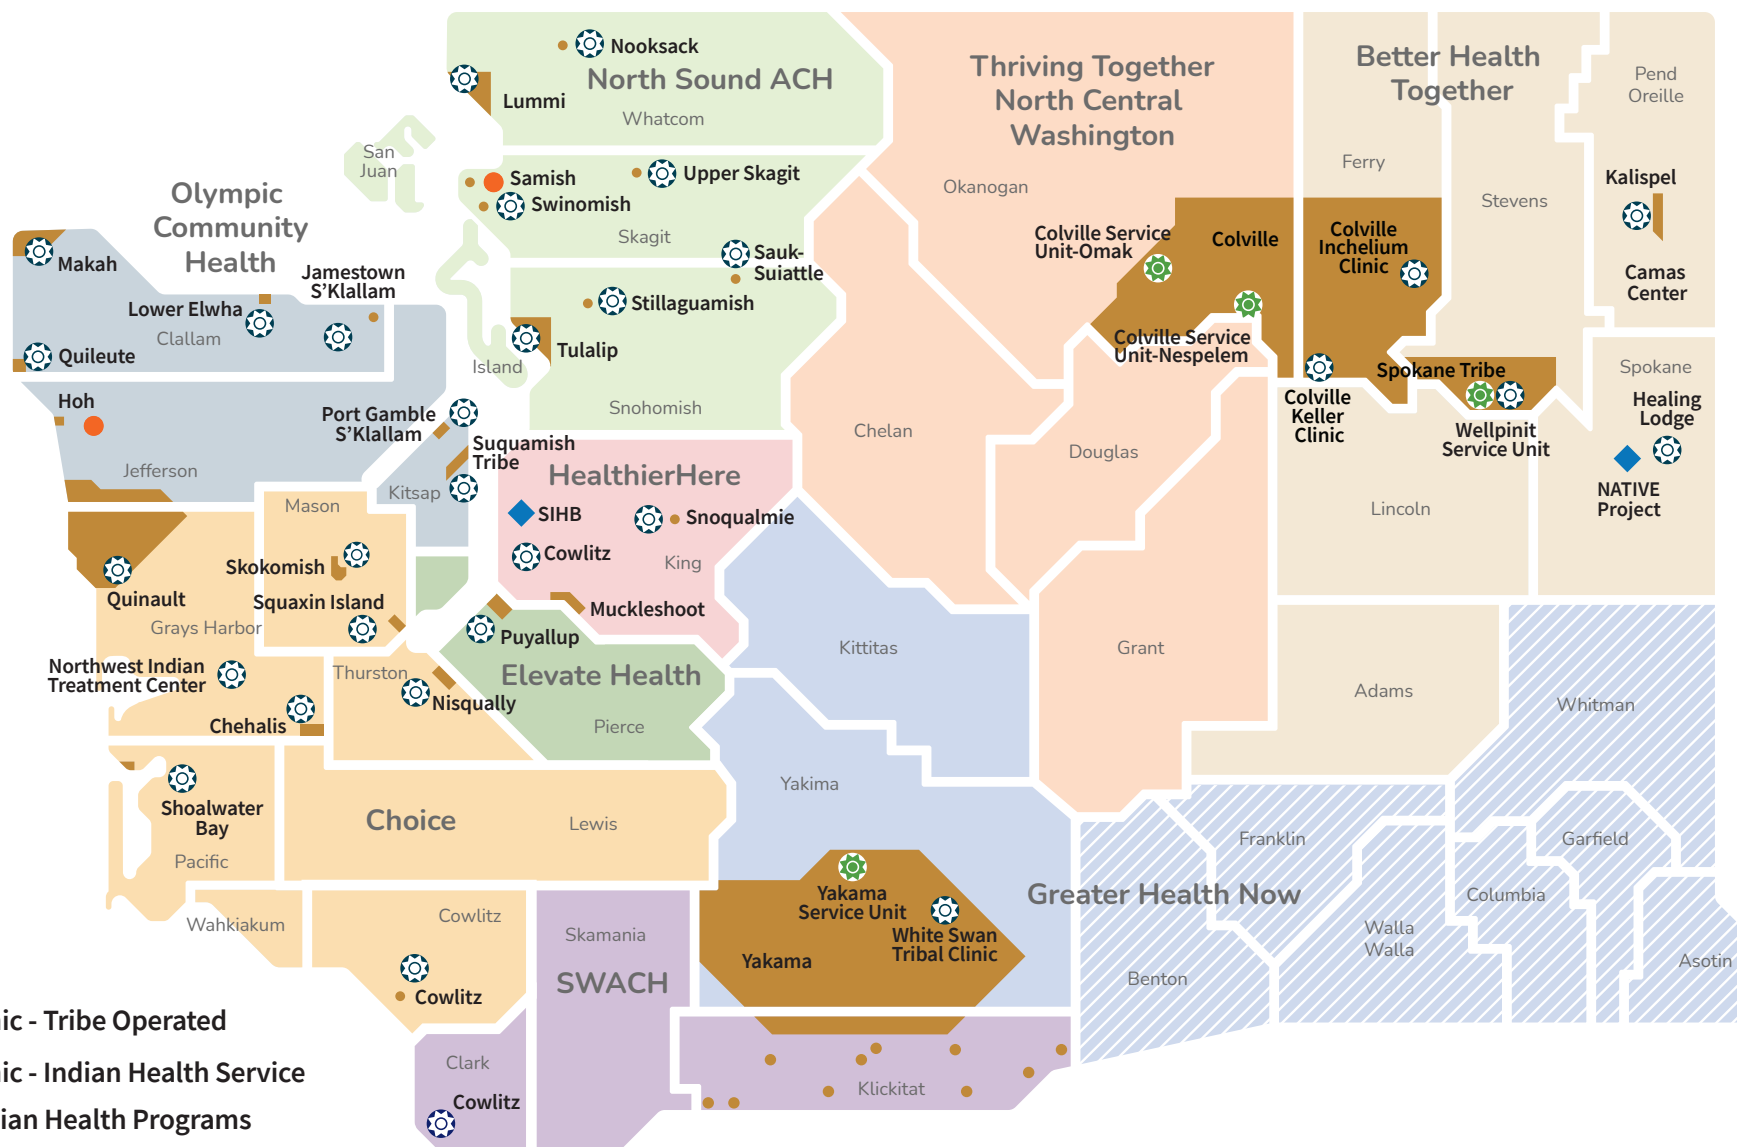 Nooksack
North Sound ACH
Lummi
Whatcom
San
Juan
Samish
Swinomish
Upper Skagit
Skagit
Sauk-
Suiattle
Stillaguamish
Tulalip
Island
Snohomish
Olympic
Community
Health
Makah
Jamestown
S'Klallam
Lower Elwha
Clallam
Quileute
Hoh
Jefferson
Port Gamble
S'Klallam
Suquamish
Tribe
Kitsap
Thriving Together
North Central
Washington
Okanogan
Colville Service
Unit-Omak
Colville
Colville Service
Unit-Nespelem
Chelan
Douglas
Grant
Better Health
Together
Pend
Oreille
Ferry
Stevens
Kalispel
Camas
Center
Colville
Inchelium
Clinic
Colville
Keller
Clinic
Spokane Tribe
Wellpinit
Service Unit
Spokane
Healing
Lodge
NATIVE
Project
Lincoln
Adams
HealthierHere
SIHB
Snoqualmie
Cowlitz
King
Muckleshoot
Puyallup
Elevate Health
Pierce
Mason
Skokomish
Squaxin Island
Quinault
Grays Harbor
Northwest Indian
Treatment Center
Thurston
Nisqually
Chehalis
Shoalwater
Bay
Pacific
Choice
Lewis
Wahkiakum
Cowlitz
Cowlitz
Kittitas
Yakima
Yakama
Service Unit
White Swan
Tribal Clinic
Yakama
Greater Health Now
Whitman
Franklin
Garfield
Columbia
Walla
Walla
Benton
Asotin
Skamania
SWACH
Clark
Cowlitz
Klickitat
ic - Tribe Operated
ic - Indian Health Service
ian Health Programs